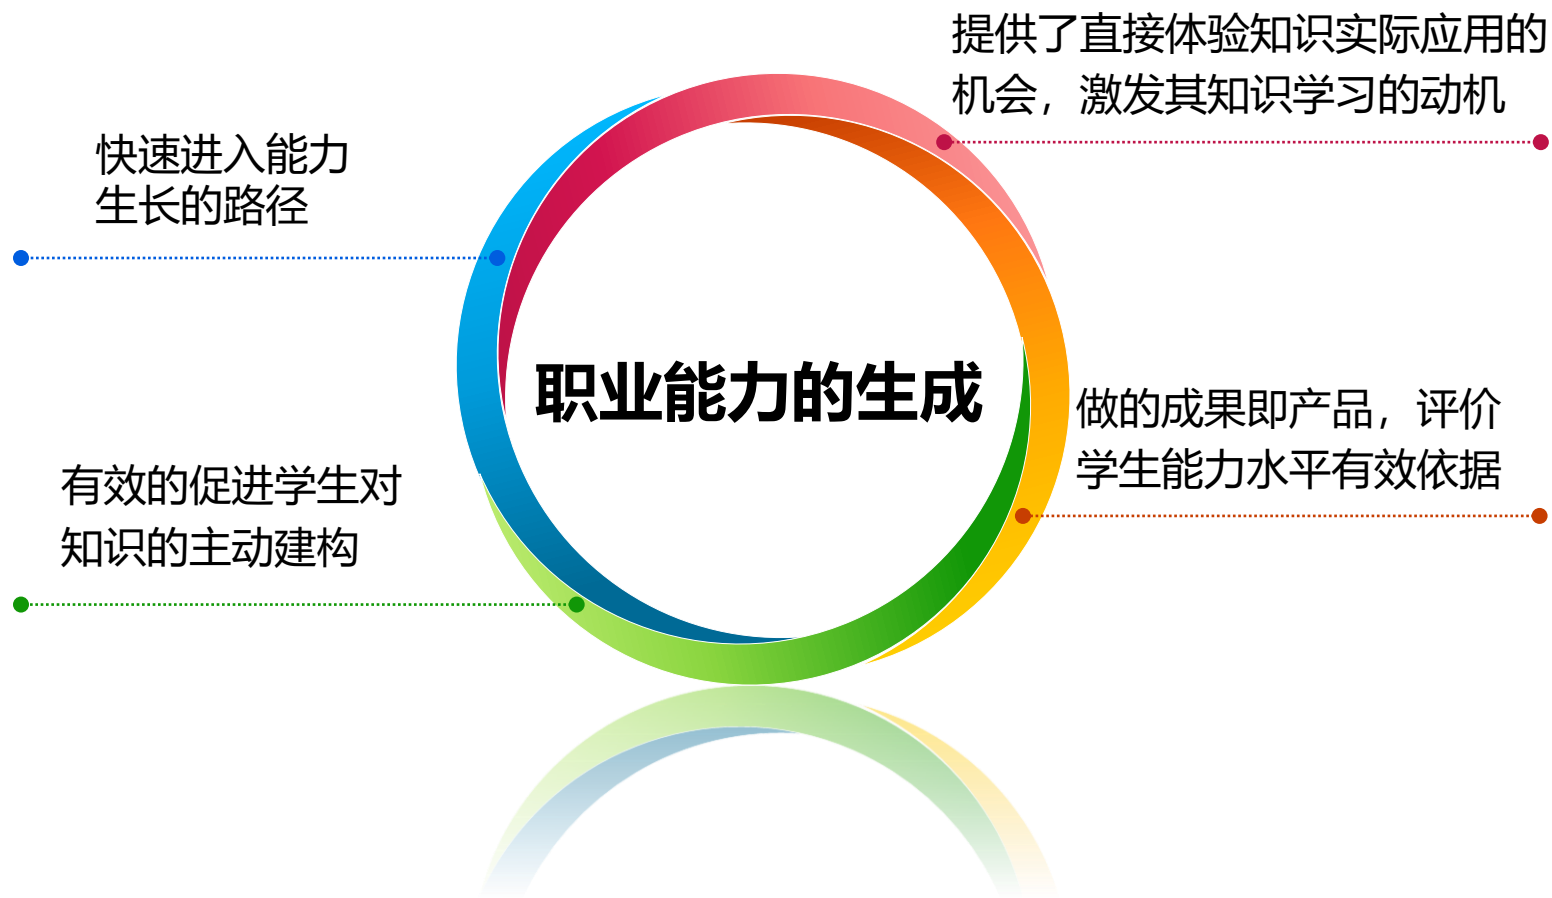 提供了直接体验知识实际应用的
机会，激发其知识学习的动机
快速进入能力
生长的路径
职业能力的生成
做的成果即产品，评价
学生能力水平有效依据
有效的促进学生对
知识的主动建构